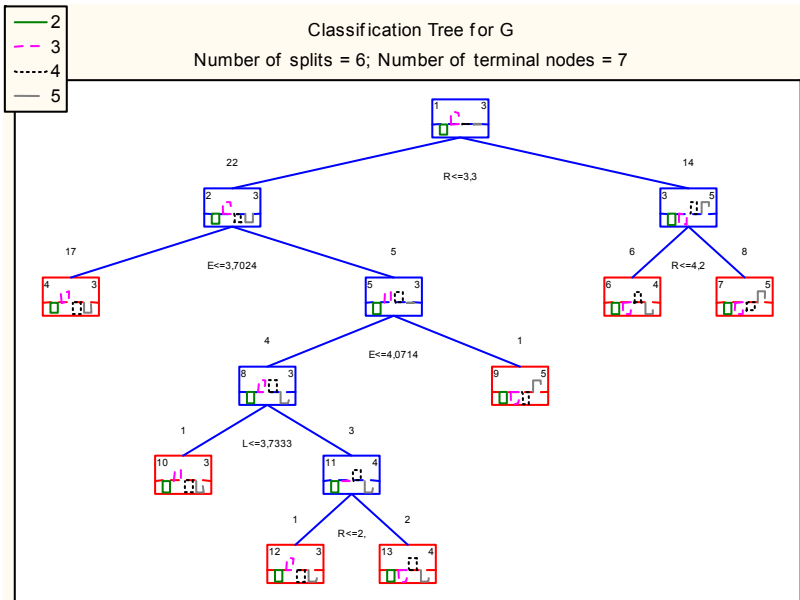 2
3
4
5
Classification Tree for G
Number of splits = 6; Number of terminal nodes = 7
1 3
22 14
R<=3,3
2 3
3 5
17 5
E<=3,7024
6 8
R<=4,2
4 3
5 3
6 4
7 5
4 1
E<=4,0714
8 3
9 5
1 3
L<=3,7333
10 3
11 4
1 2
R<=2,
12 3
13 4